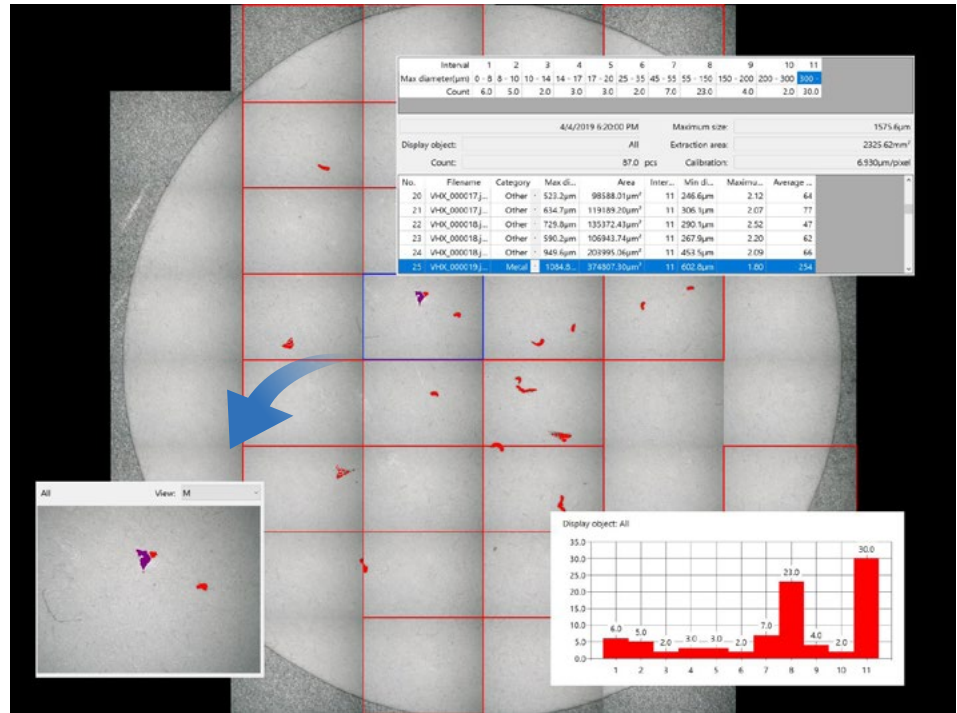 Interval 1 2 3 4 5 6 7 8 9 10 11
Max diameter(µm) 0 - 8 8 - 10 10 - 14 14 - 17 17 - 20 25 - 35 45 - 55 55 - 150 150 - 200 200 - 300 300 -
Count 6.0 5.0 2.0 3.0 3.0 2.0 7.0 23.0 4.0 2.0 30.0
4/4/2019 6:20:00 PM Maximum size: 1575.6µm
Display object: All Extraction area: 2325.62mm²
Count: 87.0 pcs Calibration: 6.930µm/pixel
No. Filename Category Max di... Area Inter... Min di... Maximu... Average ...
20 VHX_000017.j... Other 523.2µm 98588.01µm² 11 246.6µm 2.12 64
21 VHX_000017.j... Other 634.7µm 119189.20µm² 11 306.1µm 2.07 77
22 VHX_000018.j... Other 729.8µm 135372.43µm² 11 290.1µm 2.52 47
23 VHX_000018.j... Other 590.2µm 106943.74µm² 11 267.9µm 2.20 62
24 VHX_000018.j... Other 949.6µm 203995.06µm² 11 453.5µm 2.09 66
25 VHX_000019.j... Metal 1084.8... 374807.30µm² 11 602.8µm 1.80 254
All View: M
Display object: All
35.0
30.0
25.0
20.0
15.0
10.0
5.0
0.0
6.0 5.0 2.0 3.0 3.0 2.0 7.0 23.0 4.0 2.0 30.0
1 2 3 4 5 6 7 8 9 10 11